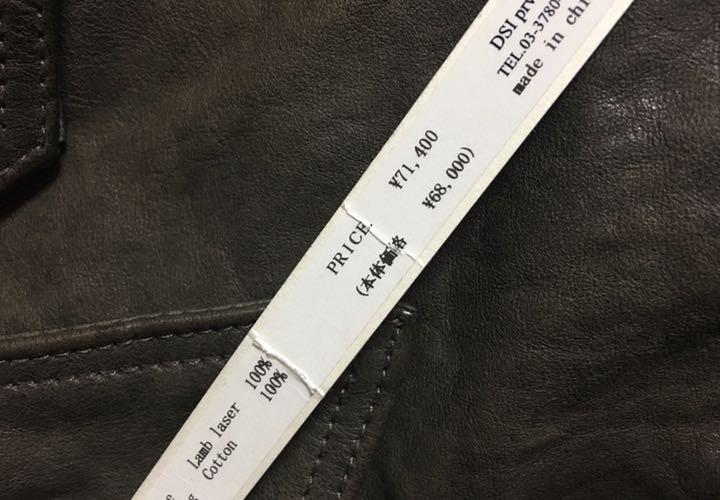 DSI prv
TEL.03-3780
made in chi
PRICE. ¥71,400
(本体価格 ¥68,000)
e Lamb laser 100%
g Cotton 100%